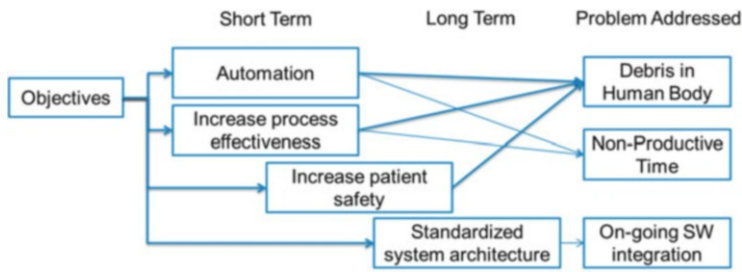 Short Term
Long Term
Problem Addressed
Objectives
Automation
Debris in
Human Body
Increase process
effectiveness
Non-Productive
Time
Increase patient
safety
Standardized
system architecture
On-going SW
integration